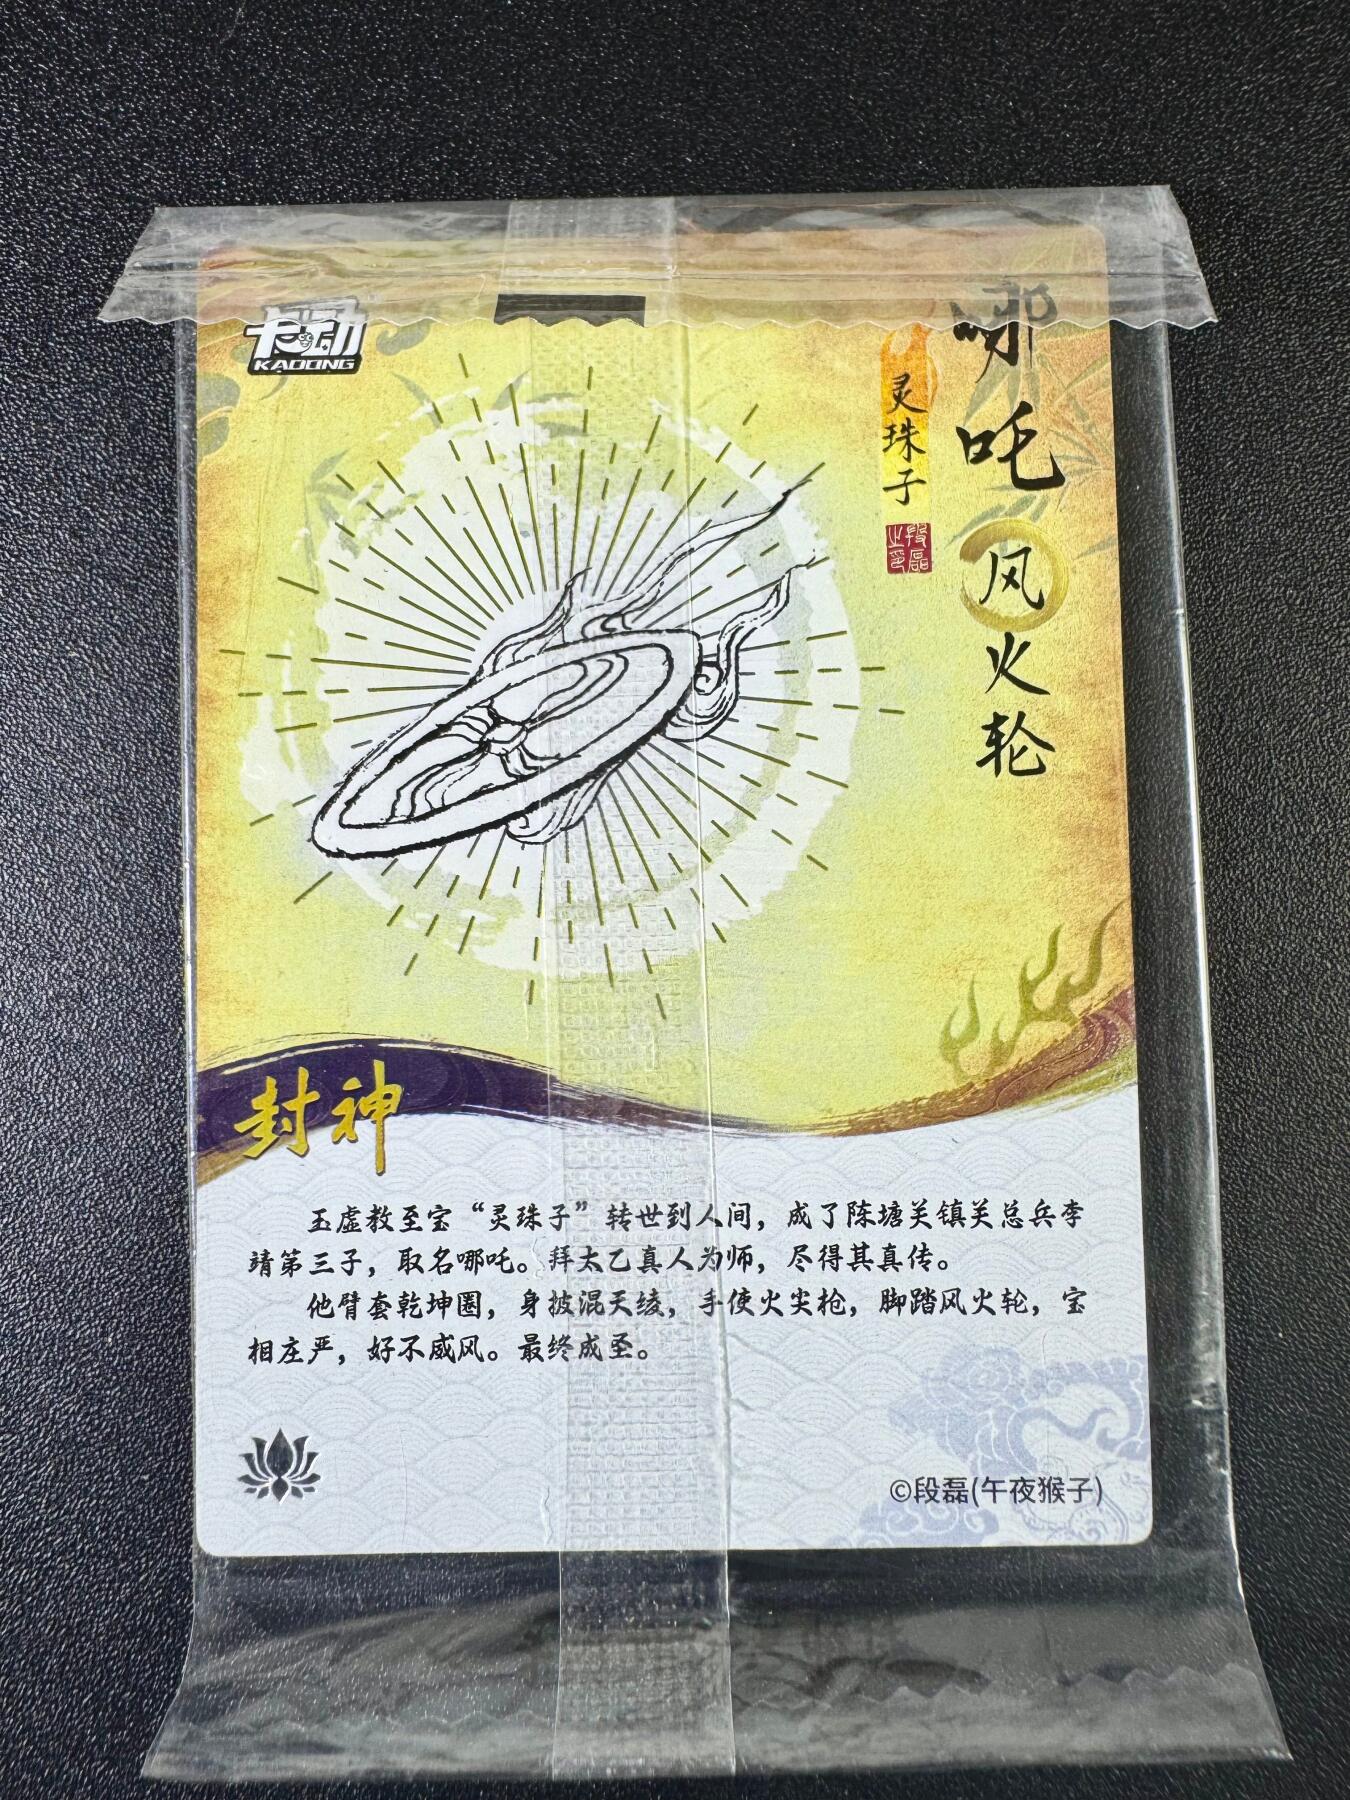 卡动
KADONG
哪吒
风火轮
灵珠子
段磊之印
封神
玉虚教至宝“灵珠子”转世到人间，成了陈塘关镇关总兵李
靖第三子，取名哪吒。拜太乙真人为师，尽得其真传。
他臂套乾坤圈，身披混天绫，手使火尖枪，脚踏风火轮，宝
相庄严，好不威风。最终成圣。
©段磊(午夜猴子)